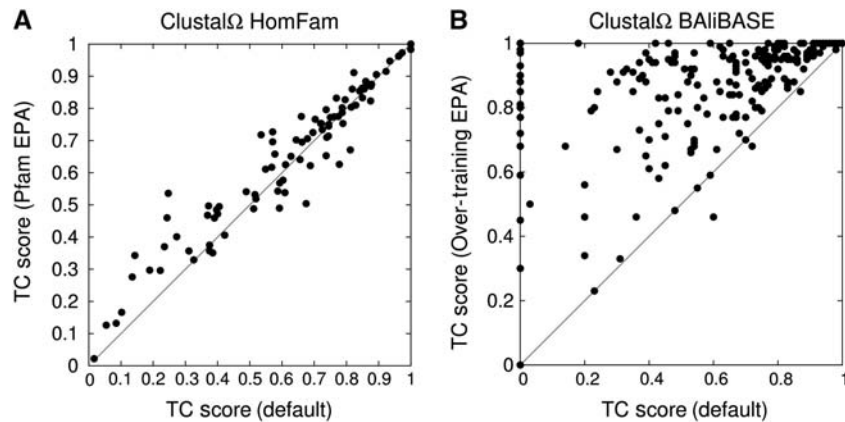 A
ClustalΩ HomFam
TC score (Pfam EPA)
1
0.9
0.8
0.7
0.6
0.5
0.4
0.3
0.2
0.1
0
0 0.1 0.2 0.3 0.4 0.5 0.6 0.7 0.8 0.9 1
TC score (default)
B
ClustalΩ BAliBASE
TC score (Over-training EPA)
1
0.8
0.6
0.4
0.2
0
0 0.2 0.4 0.6 0.8 1
TC score (default)